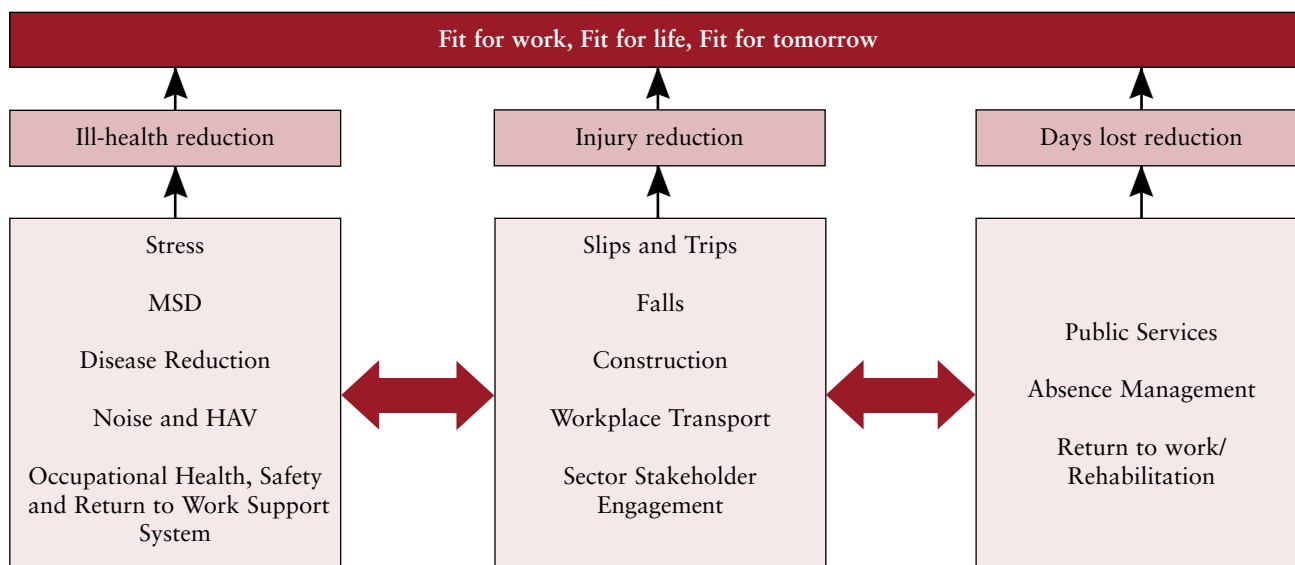 Fit for work, Fit for life, Fit for tomorrow
Ill-health reduction
Injury reduction
Days lost reduction
Stress
MSD
Disease Reduction
Noise and HAV
Occupational Health, Safety
and Return to Work Support
System
Slips and Trips
Falls
Construction
Workplace Transport
Sector Stakeholder
Engagement
Public Services
Absence Management
Return to work/
Rehabilitation